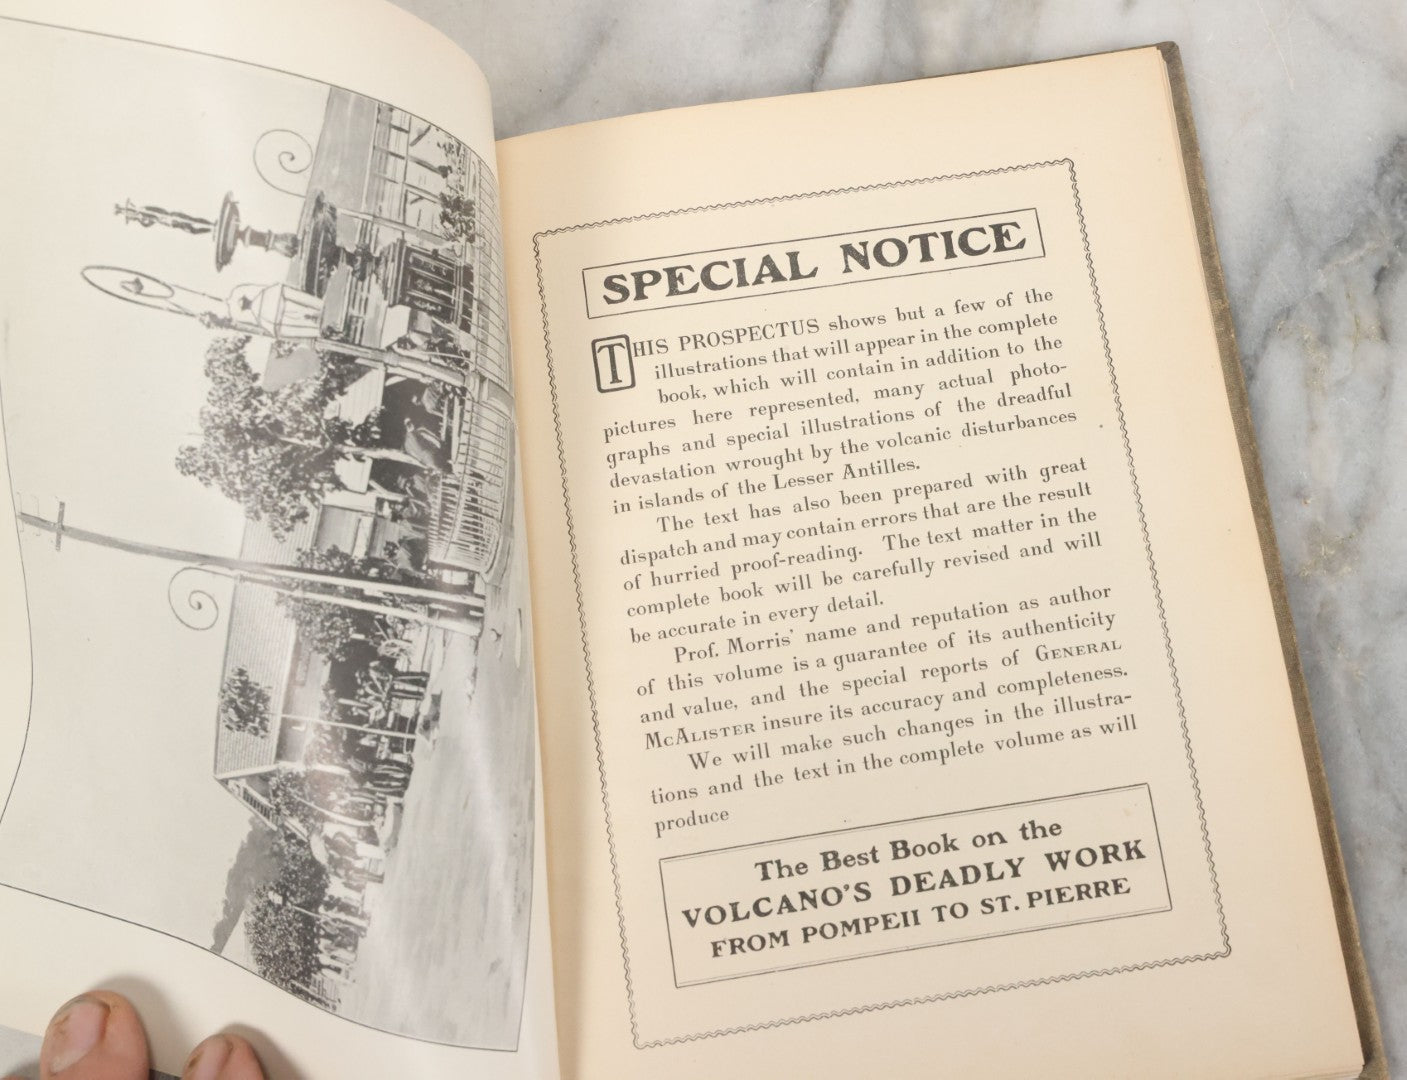 SPECIAL NOTICE
THIS PROSPECTUS shows but a few of the
illustrations that will appear in the complete
book, which will contain in addition to the
pictures here represented, many actual photo-
graphs and special illustrations of the dreadful
devastation wrought by the volcanic disturbances
in islands of the Lesser Antilles.
The text has also been prepared with great
dispatch and may contain errors that are the result
of hurried proof-reading. The text matter in the
complete book will be carefully revised and will
be accurate in every detail.
Prof. Morris' name and reputation as author
of this volume is a guarantee of its authenticity
and value, and the special reports of GENERAL
MCALISTER insure its accuracy and completeness.
We will make such changes in the illustra-
tions and the text in the complete volume as will
produce
The Best Book on the
VOLCANO'S DEADLY WORK
FROM POMPEII TO ST. PIERRE